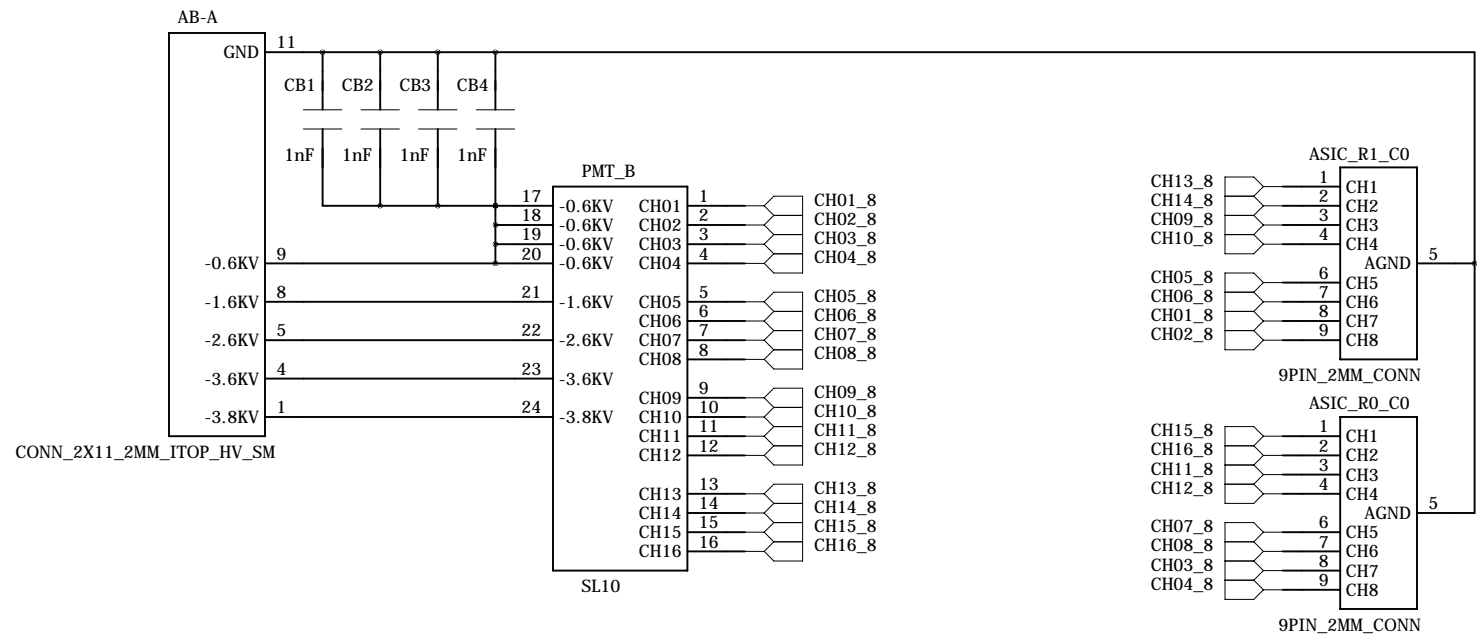 AB-A
GND 11
CB1 CB2 CB3 CB4
1nF 1nF 1nF 1nF
-0.6KV 9
-1.6KV 8
-2.6KV 5
-3.6KV 4
-3.8KV 1
CONN_2X11_2MM_ITOP_HV_SM
PMT_B
17 -0.6KV CH01 1 CH01_8
18 -0.6KV CH02 2 CH02_8
19 -0.6KV CH03 3 CH03_8
20 -0.6KV CH04 4 CH04_8
21 -1.6KV CH05 5 CH05_8
CH06 6 CH06_8
22 -2.6KV CH07 7 CH07_8
CH08 8 CH08_8
23 -3.6KV
CH09 9 CH09_8
24 -3.8KV CH10 10 CH10_8
CH11 11 CH11_8
CH12 12 CH12_8
CH13 13 CH13_8
CH14 14 CH14_8
CH15 15 CH15_8
CH16 16 CH16_8
SL10
ASIC_R1_C0
CH13_8 1 CH1
CH14_8 2 CH2
CH09_8 3 CH3
CH10_8 4 CH4
AGND 5
CH05_8 6 CH5
CH06_8 7 CH6
CH01_8 8 CH7
CH02_8 9 CH8
9PIN_2MM_CONN
ASIC_R0_C0
CH15_8 1 CH1
CH16_8 2 CH2
CH11_8 3 CH3
CH12_8 4 CH4
AGND 5
CH07_8 6 CH5
CH08_8 7 CH6
CH03_8 8 CH7
CH04_8 9 CH8
9PIN_2MM_CONN